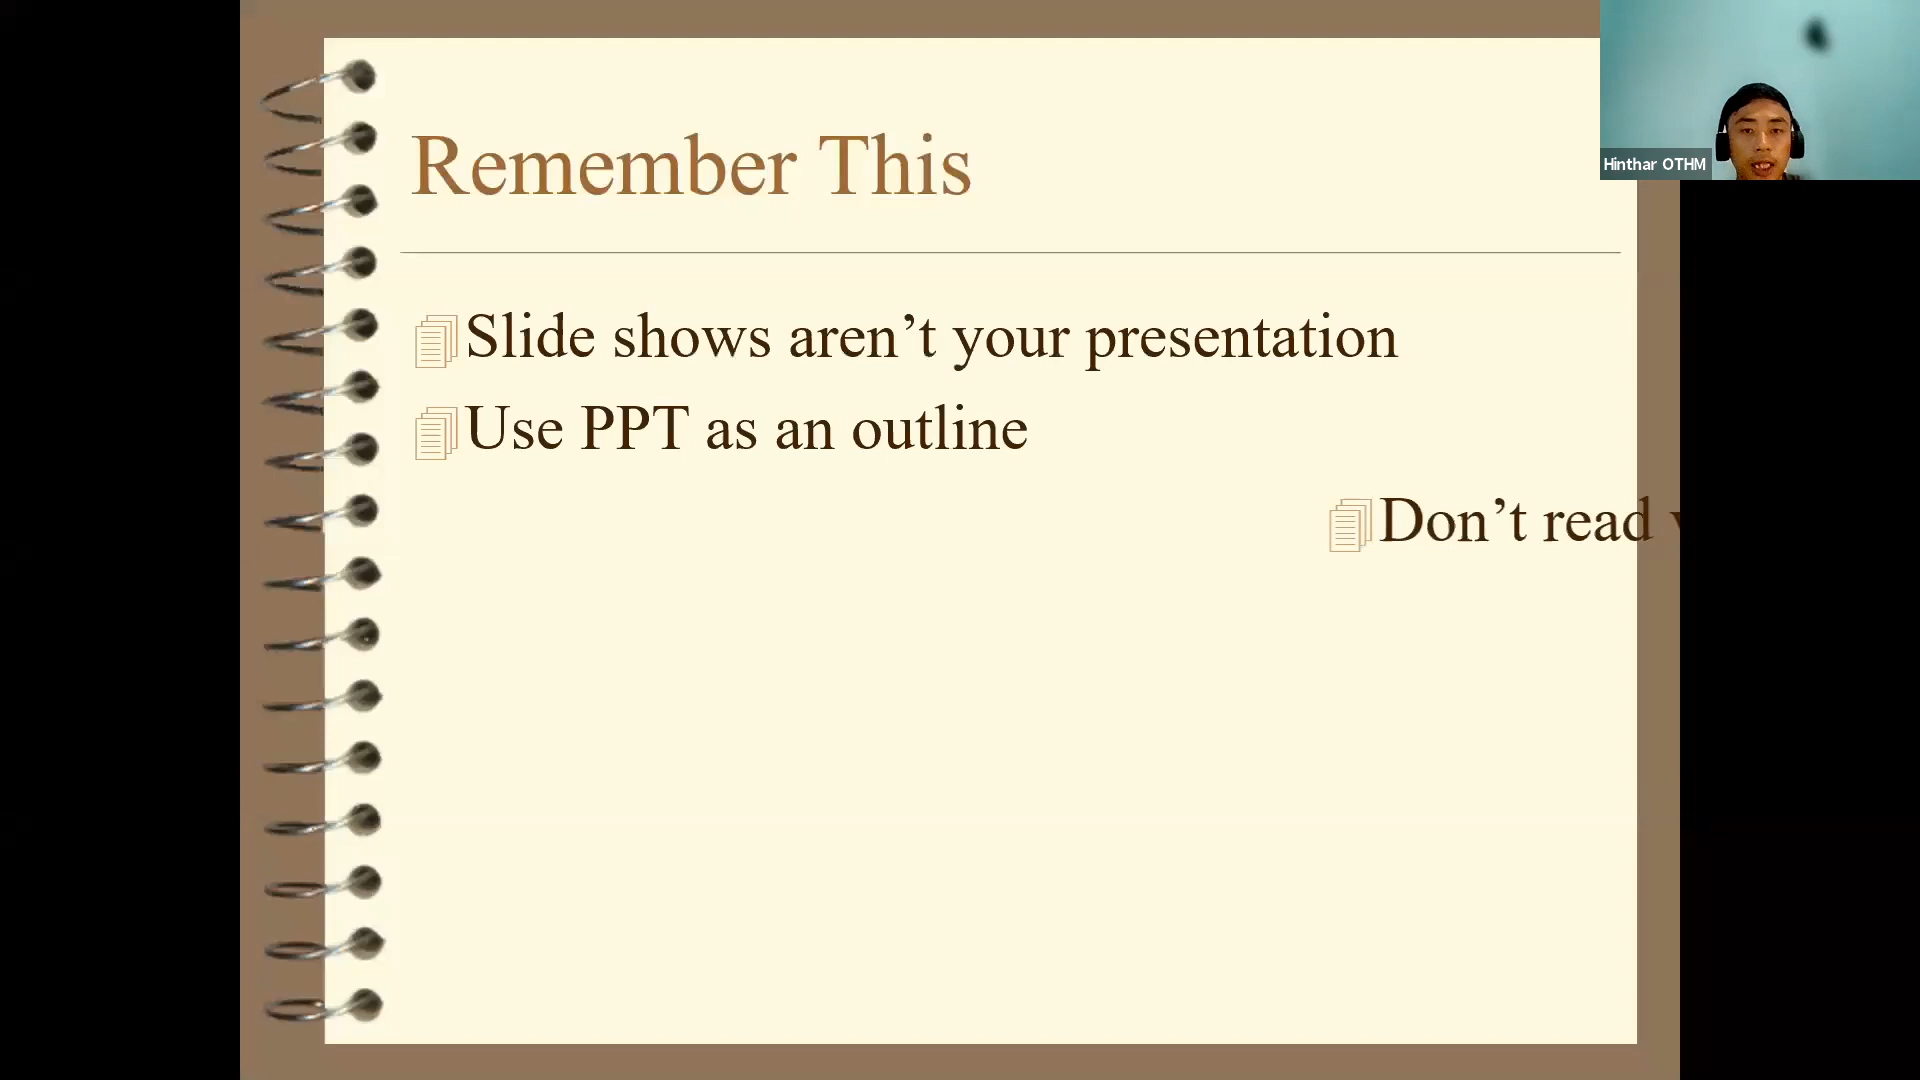 Remember This
Slide shows aren’t your presentation
Use PPT as an outline
Don’t read
Hinthar OTHM